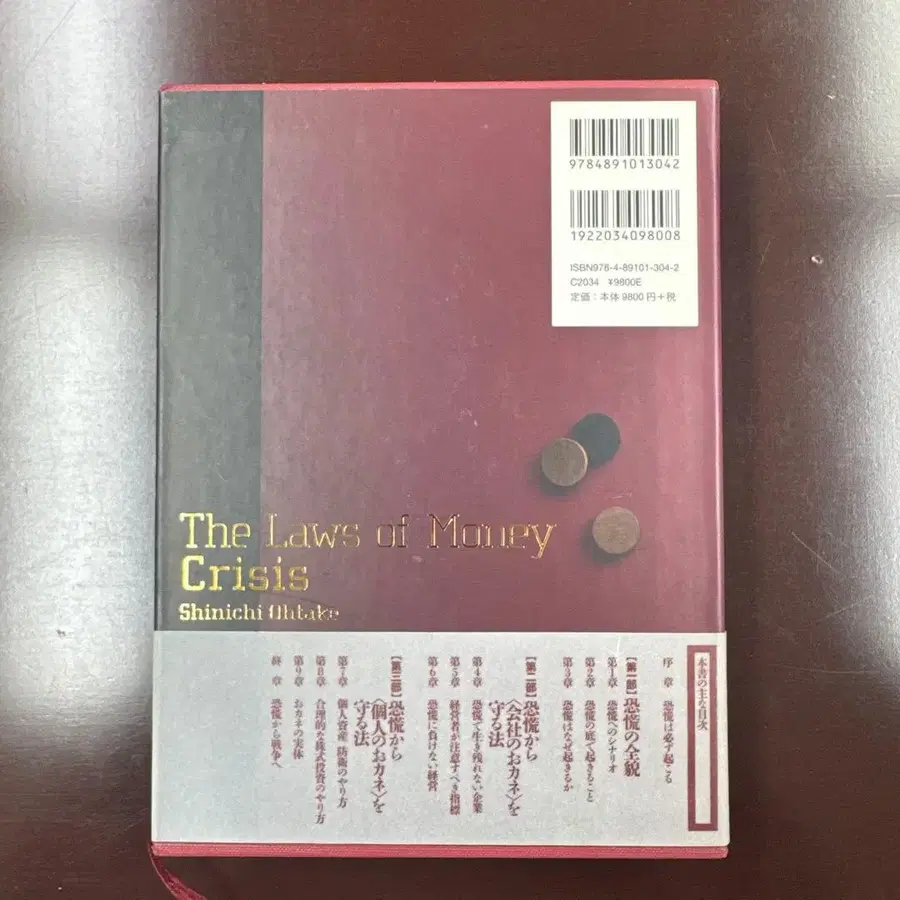 9784891013042
1922034098008
ISBN978-4-89101-304-2
C2034 ¥9800E
定価：本体 9800 円＋税
The Laws of Money
Crisis
Shinichi Ohtake
本書の主な目次
序 章 恐慌は必ず起こる
【第一部】恐慌の全貌
第1章 恐慌へのシナリオ
第2章 恐慌の底で起きること
第3章 恐慌はなぜ起きるか
【第二部】恐慌から
〈会社のおカネ〉を
守る法
第4章 恐慌で生き残れない企業
第5章 経営者が注意すべき指標
第6章 恐慌に負けない経営
【第三部】恐慌から
〈個人のおカネ〉を
守る法
第7章 個人資産 防衛のやり方
第8章 合理的な株式投資のやり方
第9章 おカネの実体
終 章 恐慌から戦争へ